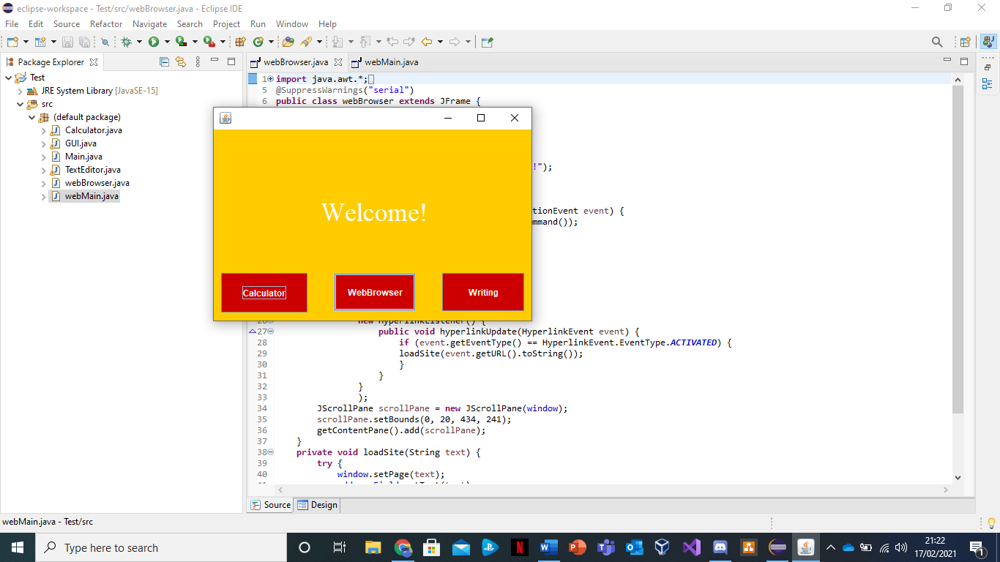 eclipse-workspace - Test/src/webBrowser.java - Eclipse IDE
File Edit Source Refactor Navigate Search Project Run Window Help
Package Explorer
webBrowser.java webMain.java
Test
JRE System Library [JavaSE-15]
src
(default package)
Calculator.java
GUI.java
Main.java
TextEditor.java
webBrowser.java
webMain.java
1 import java.awt.*;
5 @SuppressWarnings("serial")
6 public class webBrowser extends JFrame {
!");
ctionEvent event) {
mmand());
Welcome!
Calculator WebBrowser Writing
new HyperlinkListener() {
27 public void hyperlinkUpdate(HyperlinkEvent event) {
28 if (event.getEventType() == HyperlinkEvent.EventType.ACTIVATED) {
29 loadSite(event.getURL().toString());
30 }
31 }
32 }
33 );
34 JScrollPane scrollPane = new JScrollPane(window);
35 scrollPane.setBounds(0, 20, 434, 241);
36 getContentPane().add(scrollPane);
37 }
38 private void loadSite(String text) {
39 try {
40 window.setPage(text);
Source Design
webMain.java - Test/src
Type here to search
21:22
17/02/2021
1